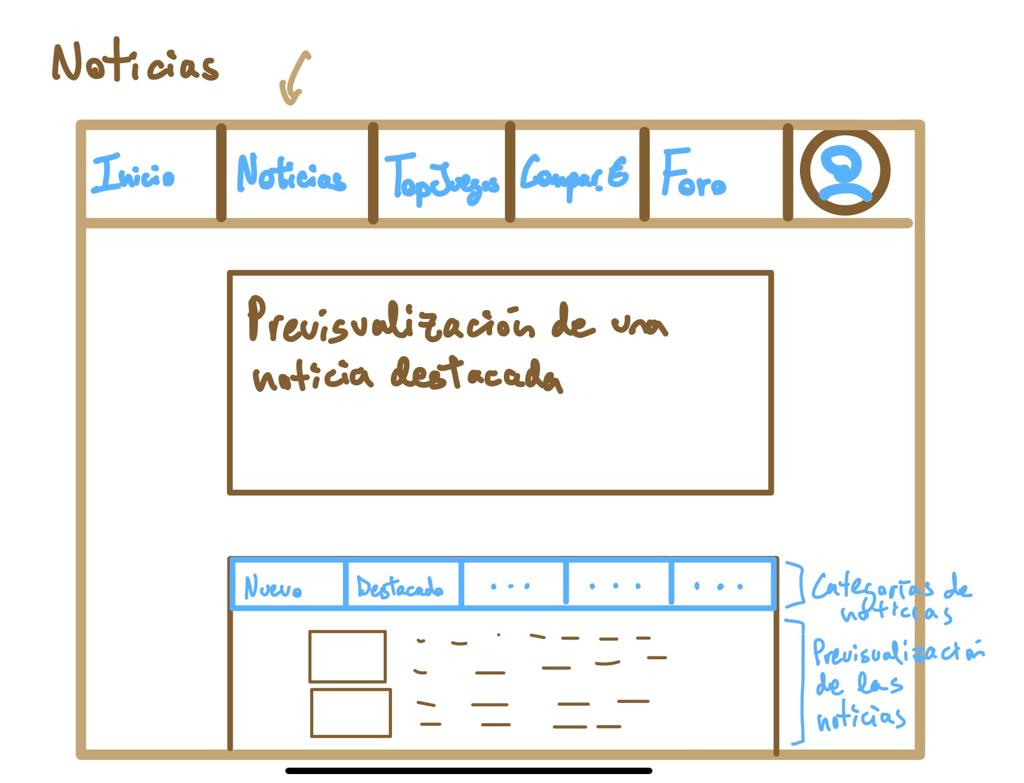 Noticias
Inicio
Noticias
TopJuegos
Compar.€
Foro
Previsualización de una
noticia destacada
Nuevo
Destacado
...
...
...
Categorías de
noticias
Previsualización
de las
noticias